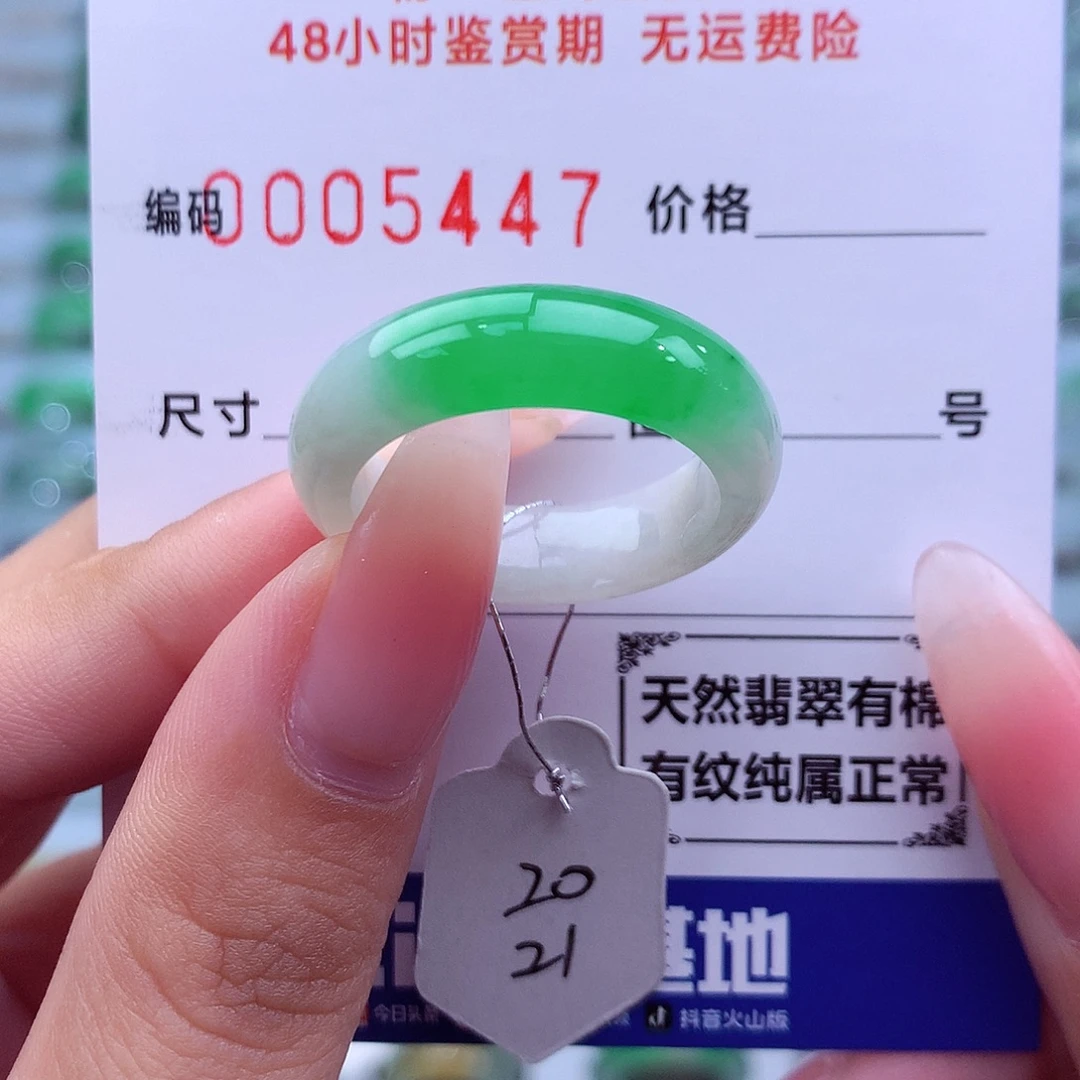 48小时鉴赏期 无运费险
编码0005447 价格
尺寸 号
天然翡翠有棉
有纹纯属正常
20
21
基地
今日头条 抖音火山版